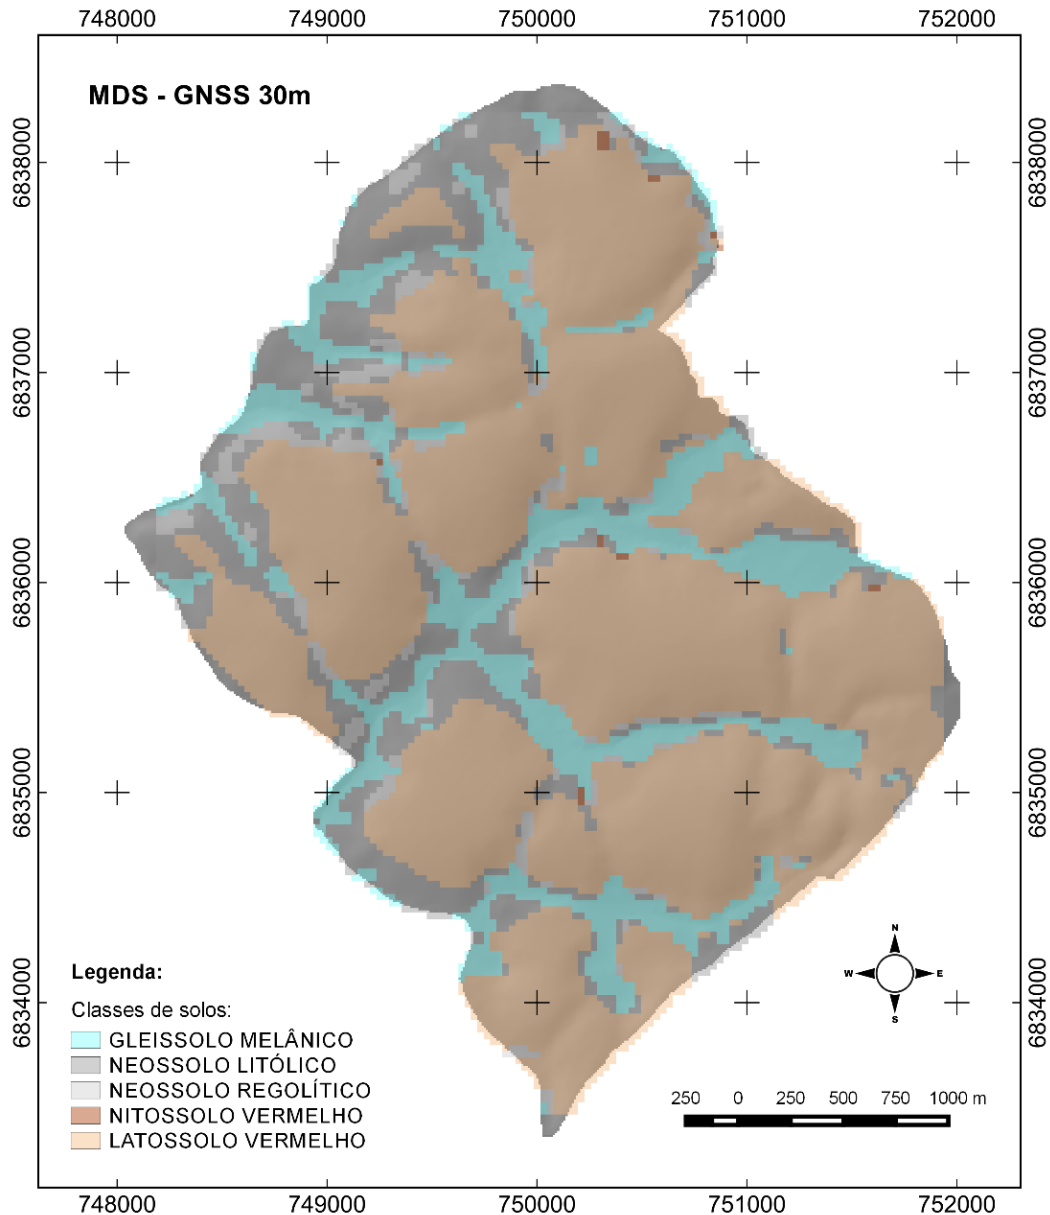 748000 749000 750000 751000 752000
MDS - GNSS 30m
6838000 6838000
6837000 6837000
6836000 6836000
6835000 6835000
6834000 6834000
N
W E
S
Legenda:
Classes de solos:
GLEISSOLO MELÂNICO
NEOSSOLO LITÓLICO
NEOSSOLO REGOLÍTICO
NITOSSOLO VERMELHO
LATOSSOLO VERMELHO
250 0 250 500 750 1000 m
748000 749000 750000 751000 752000